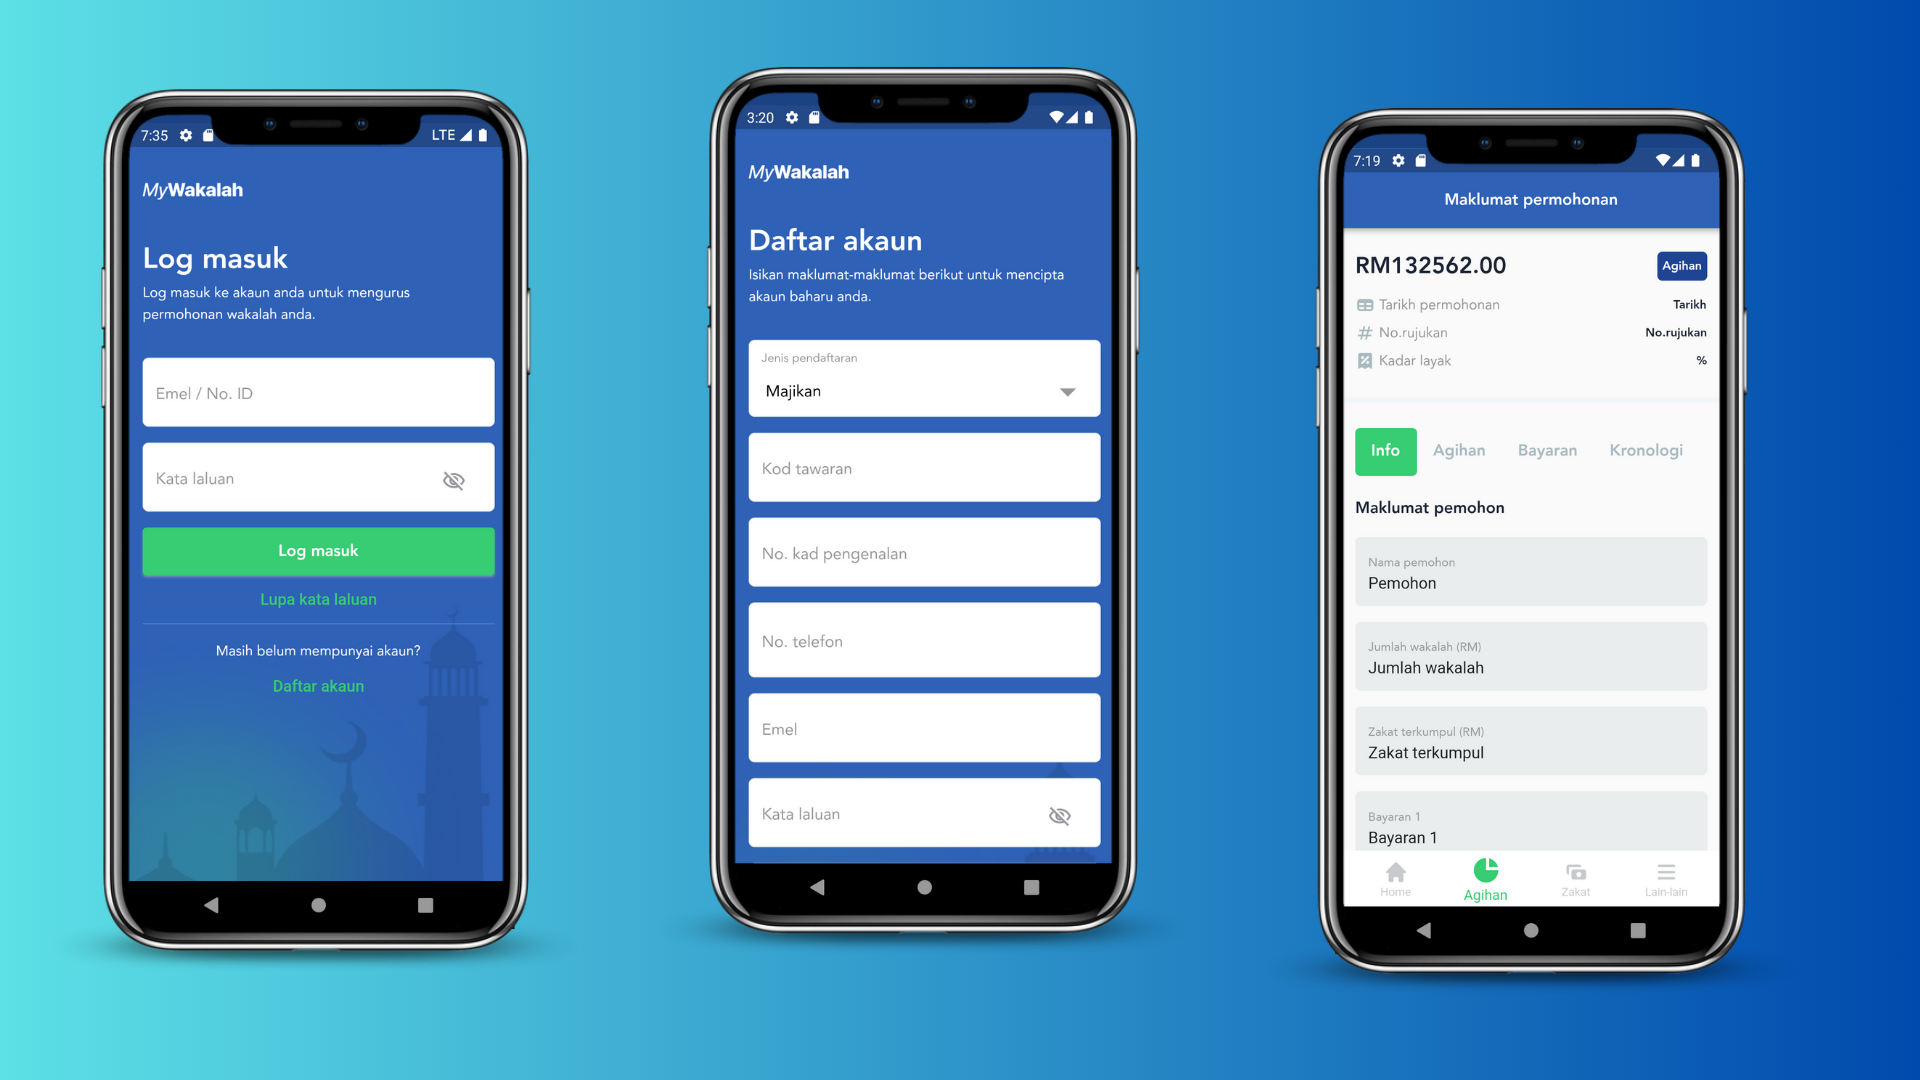 7:35
LTE
MyWakalah
Log masuk
Log masuk ke akaun anda untuk mengurus
permohonan wakalah anda.
Emel / No. ID
Kata laluan
Log masuk
Lupa kata laluan
Masih belum mempunyai akaun?
Daftar akaun
3:20
MyWakalah
Daftar akaun
Isikan maklumat-maklumat berikut untuk mencipta
akaun baharu anda.
Jenis pendaftaran
Majikan
Kod tawaran
No. kad pengenalan
No. telefon
Emel
Kata laluan
7:19
Maklumat permohonan
RM132562.00 Agihan
Tarikh permohonan Tarikh
No.rujukan No.rujukan
Kadar layak %
Info Agihan Bayaran Kronologi
Maklumat pemohon
Nama pemohon
Pemohon
Jumlah wakalah (RM)
Jumlah wakalah
Zakat terkumpul (RM)
Zakat terkumpul
Bayaran 1
Bayaran 1
Home Agihan Zakat Lain-lain